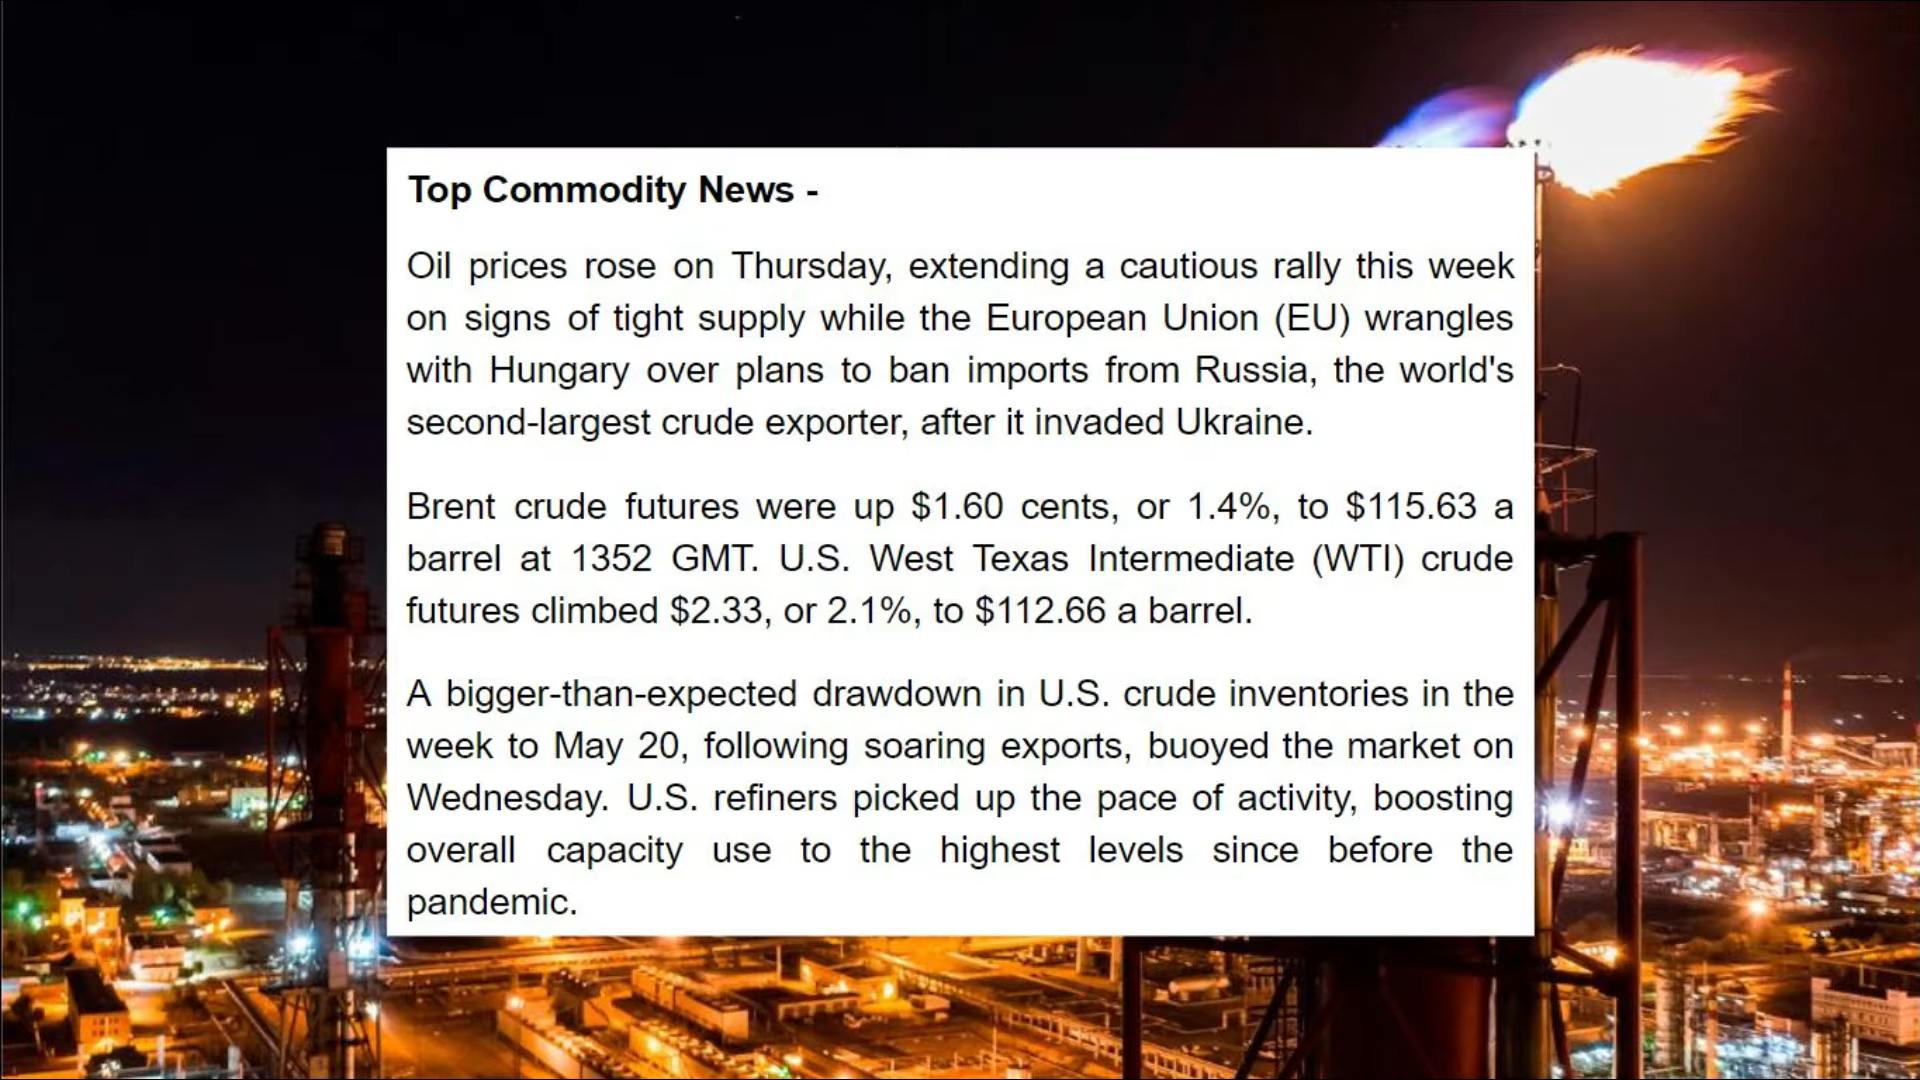 Top Commodity News -
Oil prices rose on Thursday, extending a cautious rally this week
on signs of tight supply while the European Union (EU) wrangles
with Hungary over plans to ban imports from Russia, the world's
second-largest crude exporter, after it invaded Ukraine.
Brent crude futures were up $1.60 cents, or 1.4%, to $115.63 a
barrel at 1352 GMT. U.S. West Texas Intermediate (WTI) crude
futures climbed $2.33, or 2.1%, to $112.66 a barrel.
A bigger-than-expected drawdown in U.S. crude inventories in the
week to May 20, following soaring exports, buoyed the market on
Wednesday. U.S. refiners picked up the pace of activity, boosting
overall capacity use to the highest levels since before the
pandemic.